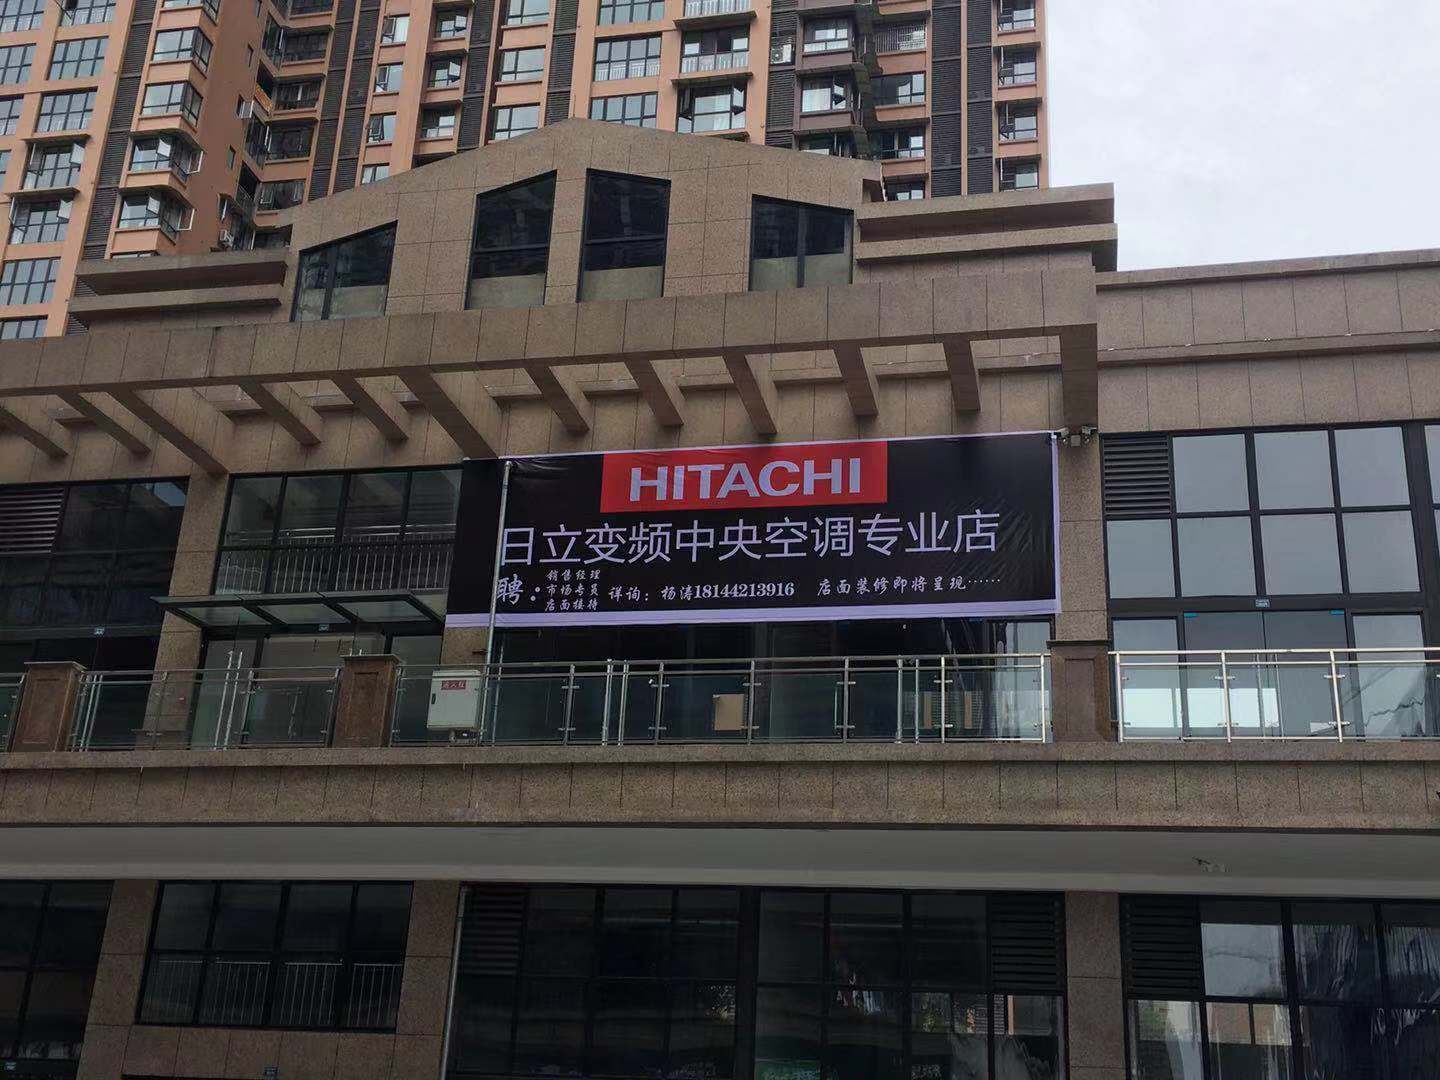 HITACHI
日立变频中央空调专业店
聘：
销售经理
市场专员
店面接待
详询：杨涛18144213916
店面装修即将呈现……